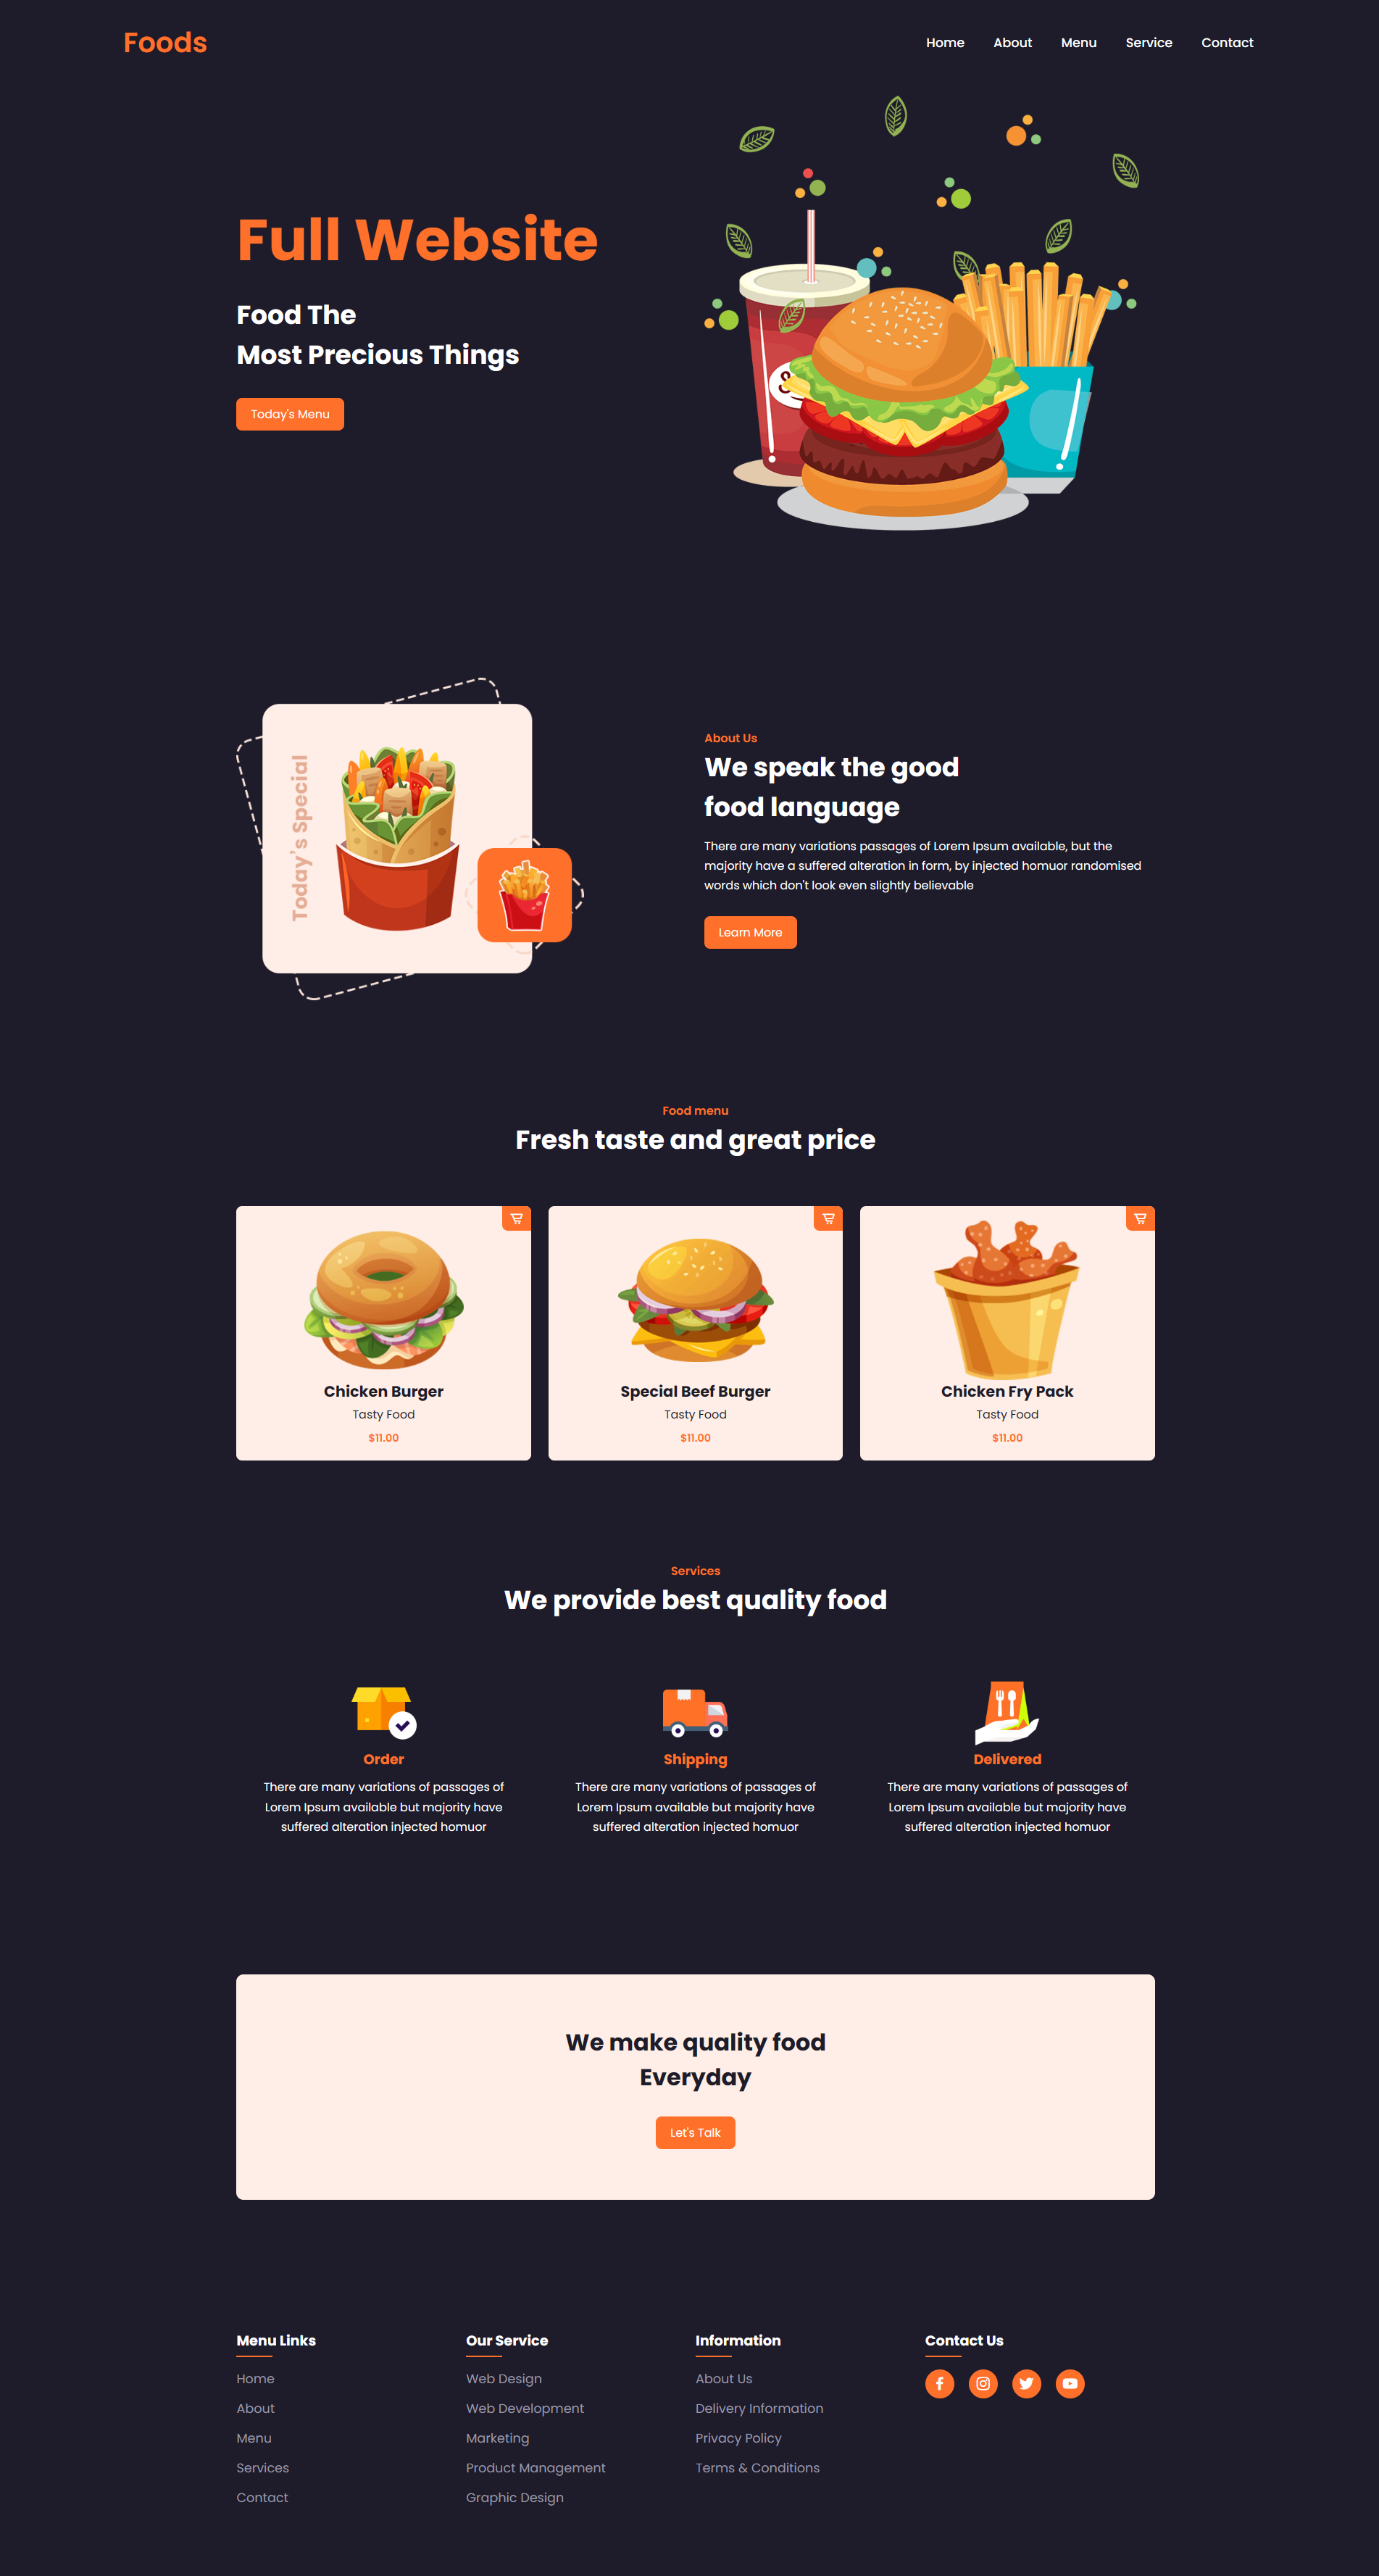 Foods
Home About Menu Service Contact
Full Website
Food The
Most Precious Things
Today's Menu
Today's Special
About Us
We speak the good
food language
There are many variations passages of Lorem Ipsum available, but the
majority have a suffered alteration in form, by injected homuor randomised
words which don't look even slightly believable
Learn More
Food menu
Fresh taste and great price
Chicken Burger
Tasty Food
$11.00
Special Beef Burger
Tasty Food
$11.00
Chicken Fry Pack
Tasty Food
$11.00
Services
We provide best quality food
Order
There are many variations of passages of
Lorem Ipsum available but majority have
suffered alteration injected homuor
Shipping
There are many variations of passages of
Lorem Ipsum available but majority have
suffered alteration injected homuor
Delivered
There are many variations of passages of
Lorem Ipsum available but majority have
suffered alteration injected homuor
We make quality food
Everyday
Let's Talk
Menu Links
Home
About
Menu
Services
Contact
Our Service
Web Design
Web Development
Marketing
Product Management
Graphic Design
Information
About Us
Delivery Information
Privacy Policy
Terms & Conditions
Contact Us